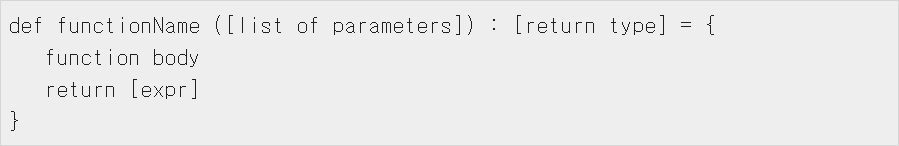 def functionName ([list of parameters]) : [return type] = {
   function body
   return [expr]
}